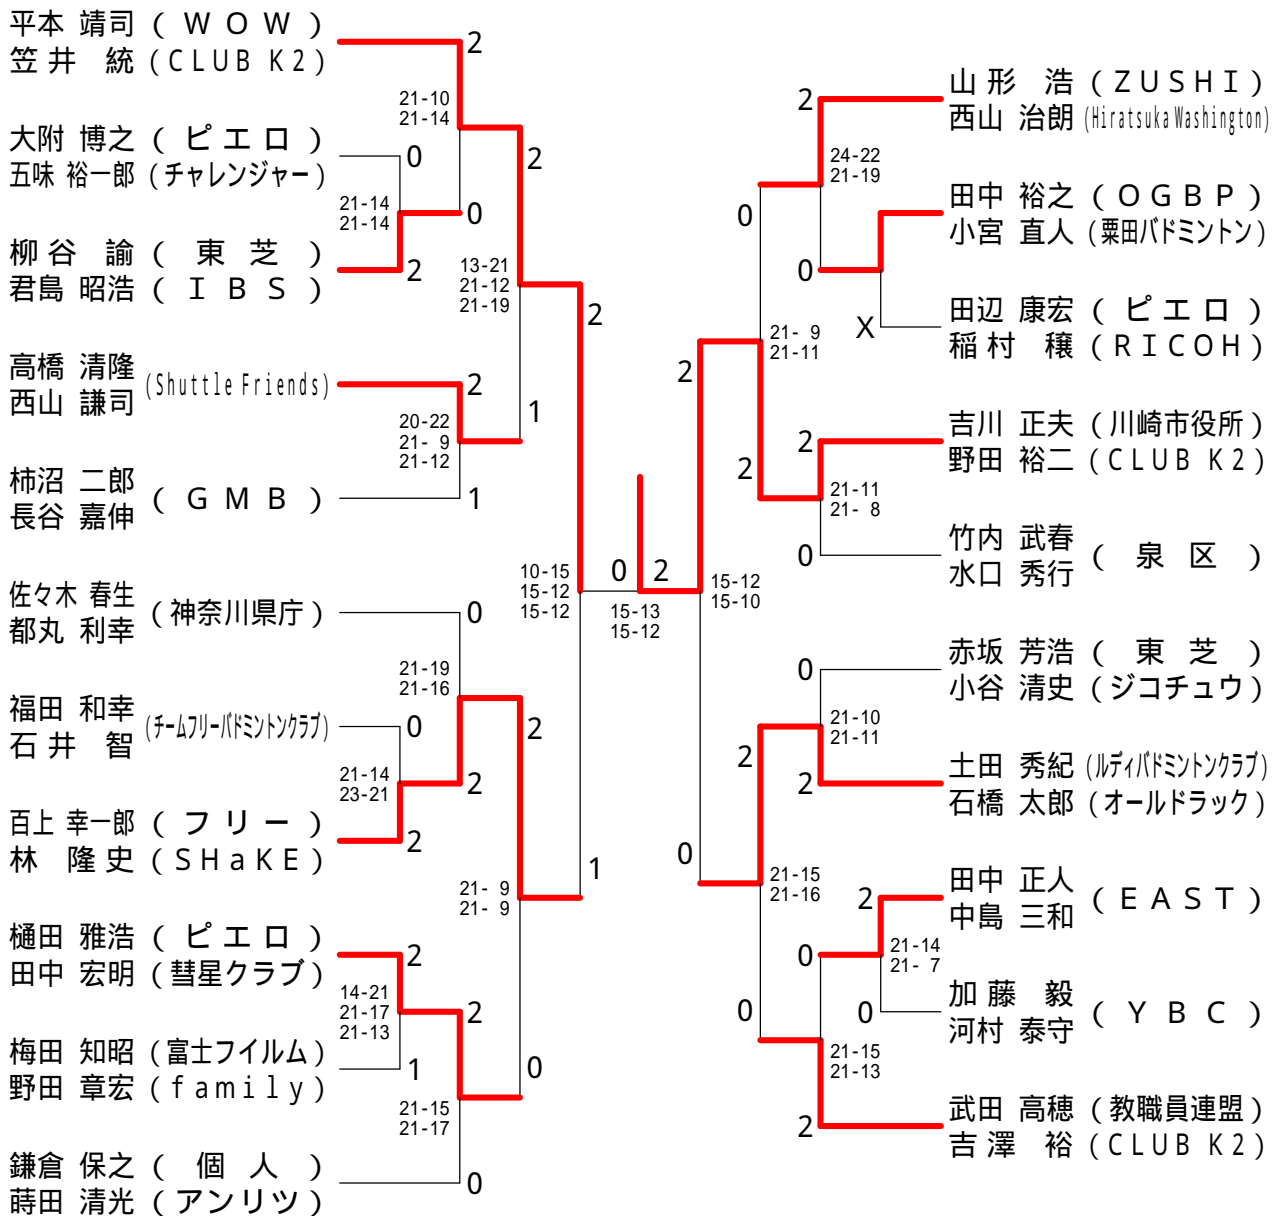 平本 靖司 ( W O W )
笠井 統 (CLUB K2)
2
21-10
21-14
大附 博之 ( ピエロ )
五味 裕一郎 (チャレンジャー)
0
2
21-14
21-14
0
柳谷 諭 ( 東 芝 )
君島 昭浩 ( I B S )
2
13-21
21-12
21-19
2
高橋 清隆
西山 謙司
(Shuttle Friends)
2
20-22
21- 9
21-12
1
柿沼 二郎
長谷 嘉伸
( G M B )
1
10-15
15-12
15-12
佐々木 春生
都丸 利幸
(神奈川県庁)
0
21-19
21-16
福田 和幸
石井 智
(チームフリーバドミントンクラブ)
0
2
21-14
23-21
2
百上 幸一郎 ( フリー )
林 隆史 (SHaKE)
2
21- 9
21- 9
1
樋田 雅浩 ( ピエロ )
田中 宏明 (彗星クラブ)
2
14-21
21-17
21-13
2
梅田 知昭 (富士フイルム)
野田 章宏 (family)
1
0
21-15
21-17
鎌倉 保之 ( 個 人 )
蒔田 清光 (アンリツ)
0
0 2
15-13
15-12
2
山形 浩 (ZUSHI)
西山 治朗 (Hiratsuka Washington)
24-22
21-19
0
田中 裕之 (OGBP)
小宮 直人 (粟田バドミントン)
0
X
田辺 康宏 ( ピエロ )
稲村 穣 (RICOH)
21- 9
21-11
2
2
吉川 正夫 (川崎市役所)
野田 裕二 (CLUB K2)
2
21-11
21- 8
0
竹内 武春
水口 秀行
( 泉 区 )
15-12
15-10
0
赤坂 芳浩 ( 東 芝 )
小谷 清史 (ジコチュウ)
21-10
21-11
2
2
土田 秀紀 (ルディバドミントンクラブ)
石橋 太郎 (オールドラック)
0
21-15
21-16
2
田中 正人
中島 三和
(EAST)
0
21-14
21- 7
0
0
加藤 毅
河村 泰守
( Y B C )
21-15
21-13
2
武田 高穂 (教職員連盟)
吉澤 裕 (CLUB K2)